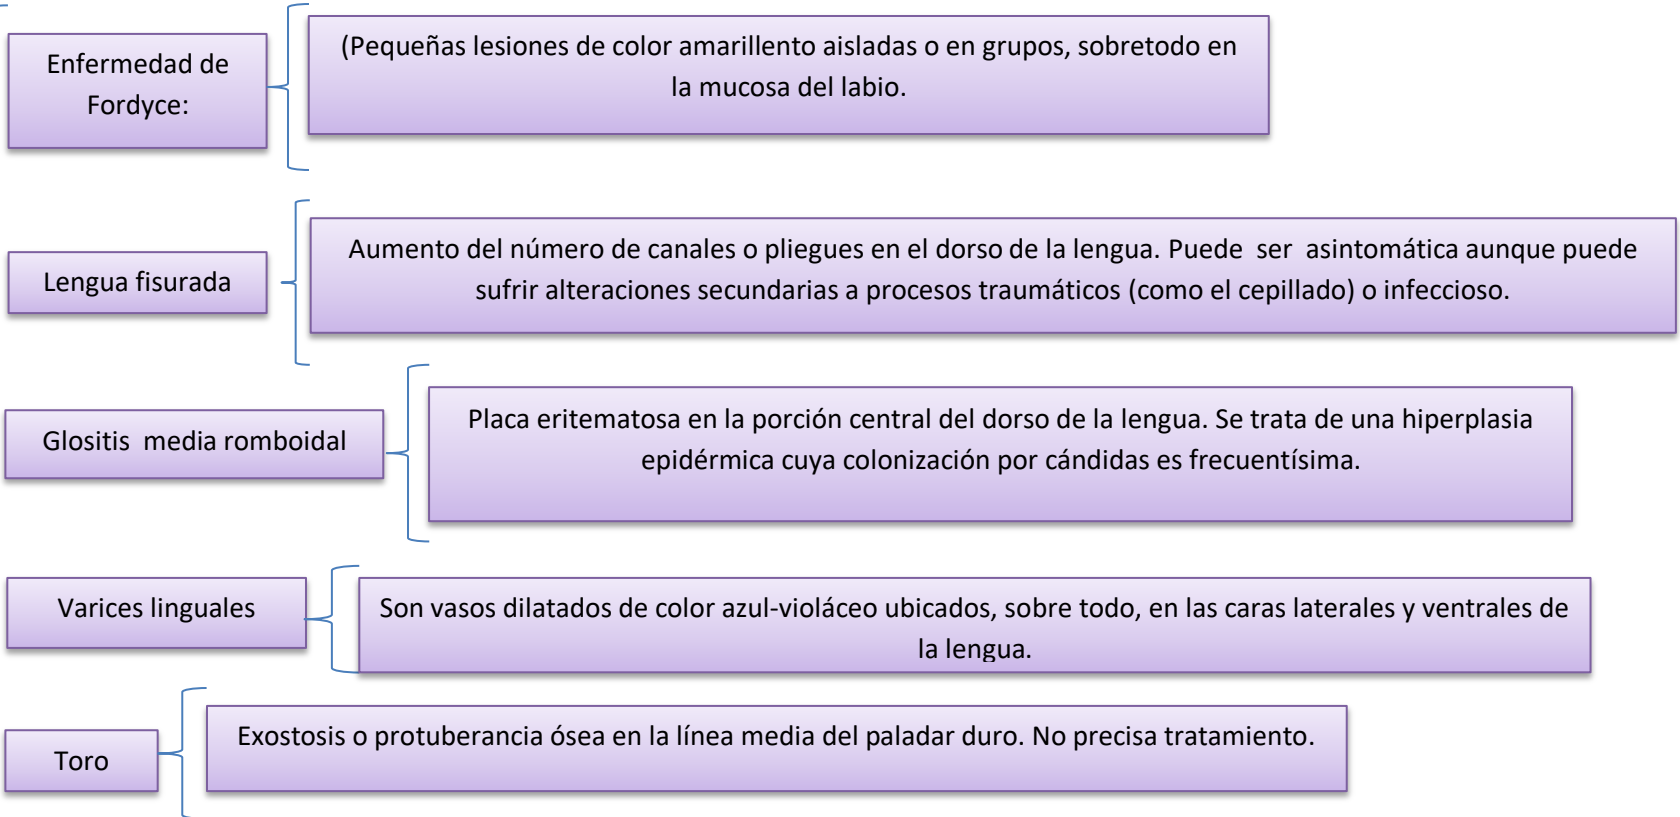 Enfermedad de
Fordyce:
(Pequeñas lesiones de color amarillento aisladas o en grupos, sobretodo en
la mucosa del labio.
Lengua fisurada
Aumento del número de canales o pliegues en el dorso de la lengua. Puede  ser  asintomática aunque puede
sufrir alteraciones secundarias a procesos traumáticos (como el cepillado) o infeccioso.
Glositis  media romboidal
Placa eritematosa en la porción central del dorso de la lengua. Se trata de una hiperplasia
epidérmica cuya colonización por cándidas es frecuentísima.
Varices linguales
Son vasos dilatados de color azul-violáceo ubicados, sobre todo, en las caras laterales y ventrales de
la lengua.
Toro
Exostosis o protuberancia ósea en la línea media del paladar duro. No precisa tratamiento.